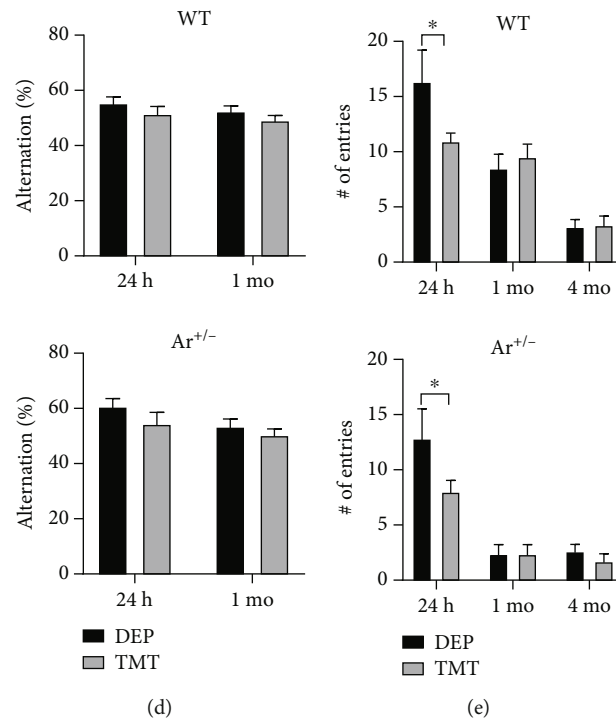 WT
Alternation (%)
80
60
40
20
0
24 h 1 mo
WT
# of entries
20
15
10
5
0
*
24 h 1 mo 4 mo
Ar+/−
Alternation (%)
80
60
40
20
0
24 h 1 mo
DEP
TMT
(d)
Ar+/−
# of entries
20
15
10
5
0
*
24 h 1 mo 4 mo
DEP
TMT
(e)